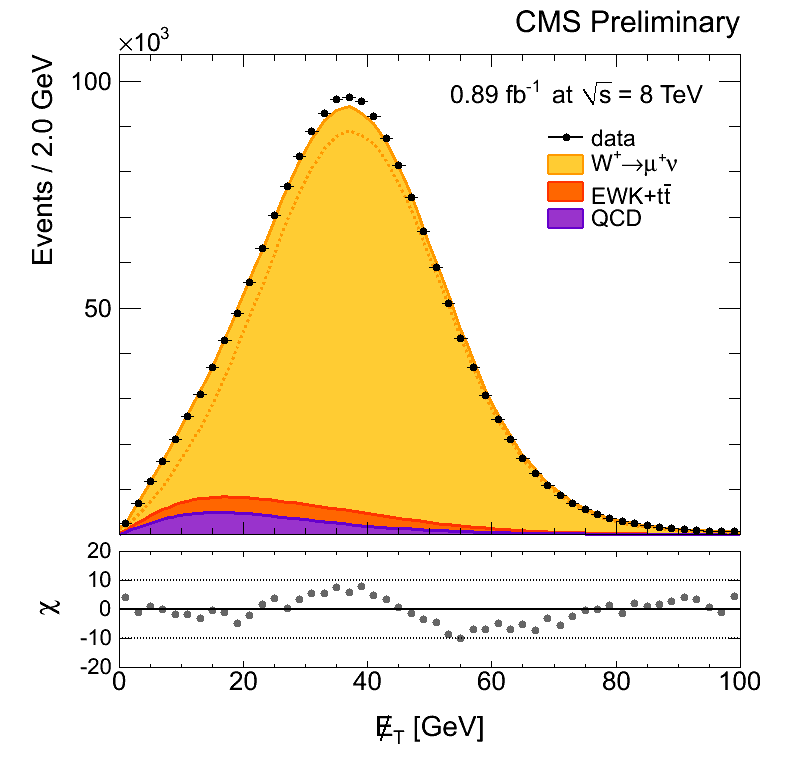 CMS Preliminary
×10³
100
50
Events / 2.0 GeV
0.89 fb⁻¹ at √s = 8 TeV
data
W⁺→μ⁺ν
EWK+tt̄
QCD
20
10
0
-10
-20
χ
0 20 40 60 80 100
E̸T [GeV]